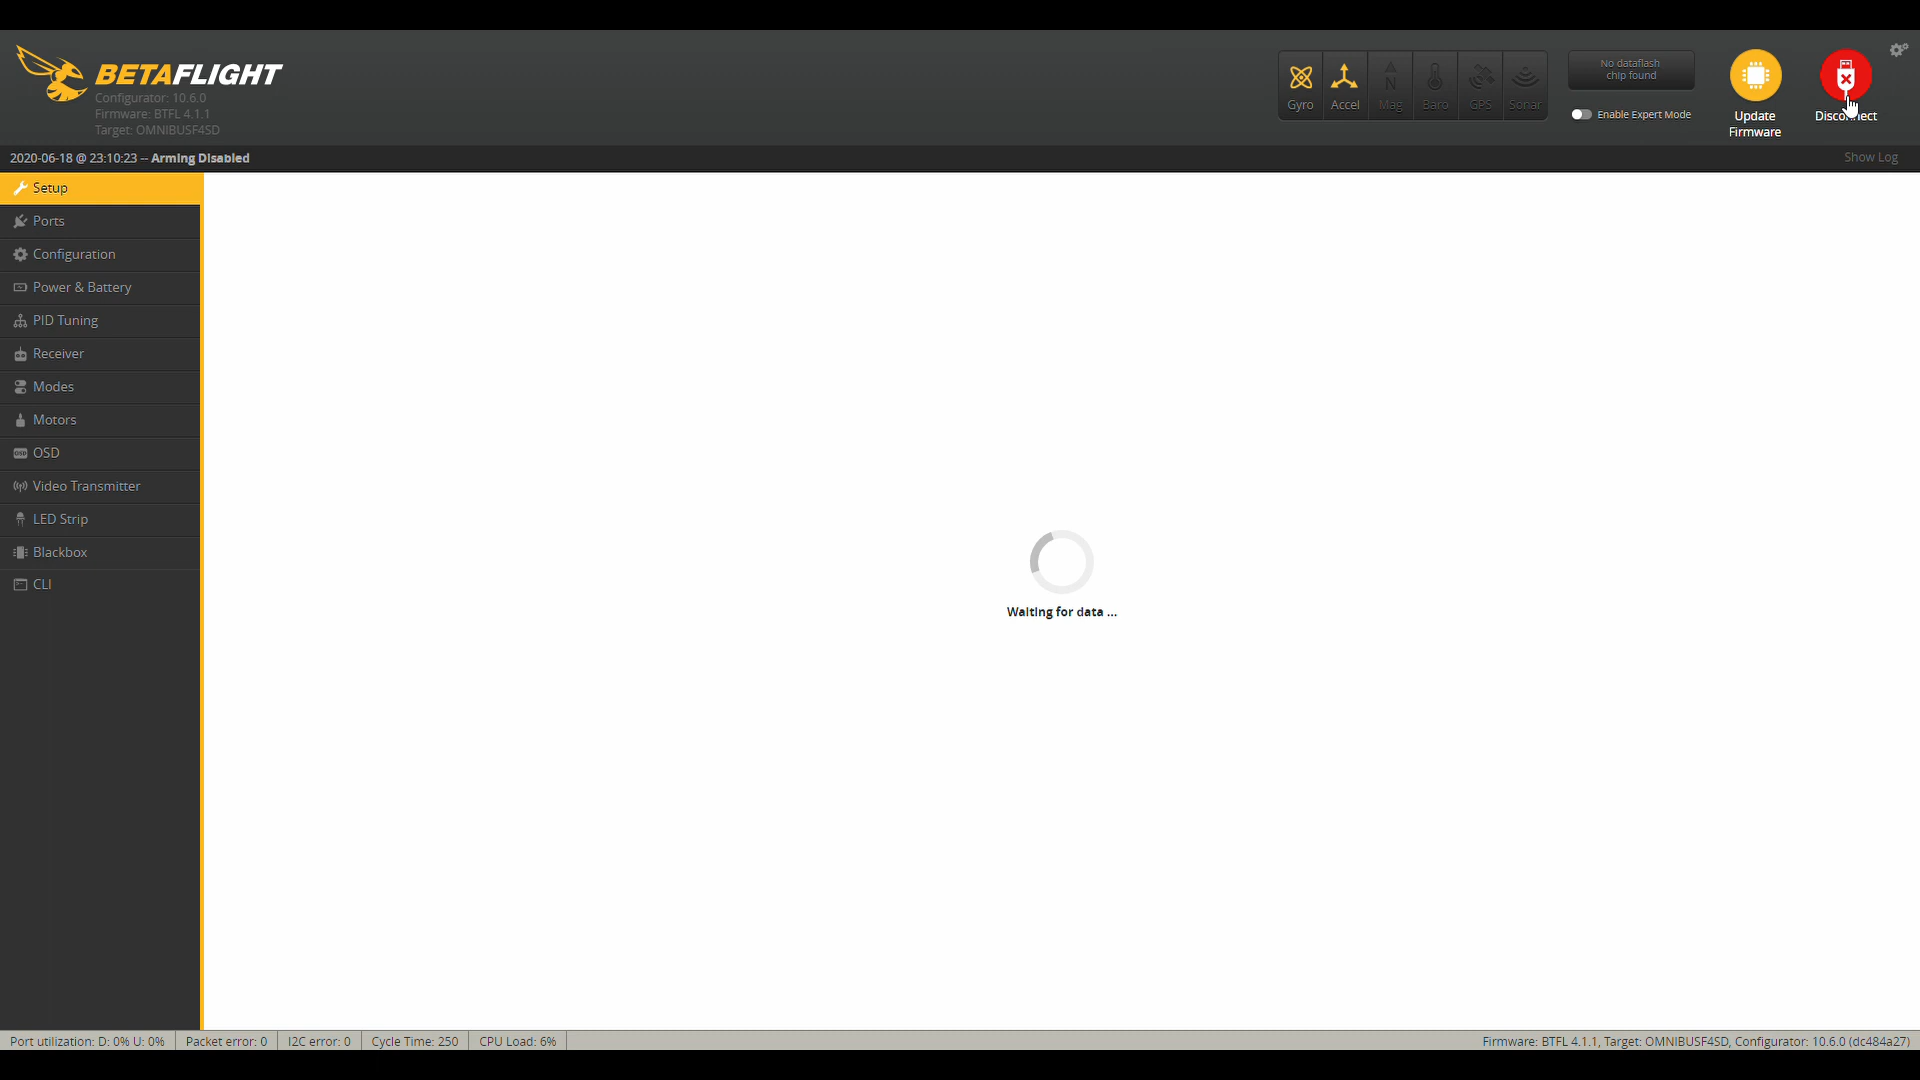 BETAFLIGHT
Configurator: 10.6.0
Firmware: BTFL 4.1.1
Target: OMNIBUSF4SD
Gyro
Accel
Mag
Baro
GPS
Sonar
No dataflash
chip found
Enable Expert Mode
Update
Firmware
Disconnect
2020-06-18 @ 23:10:23 -- Arming Disabled
Show Log
Setup
Ports
Configuration
Power & Battery
PID Tuning
Receiver
Modes
Motors
OSD
Video Transmitter
LED Strip
Blackbox
CLI
Waiting for data ...
Port utilization: D: 0% U: 0%
Packet error: 0
I2C error: 0
Cycle Time: 250
CPU Load: 6%
Firmware: BTFL 4.1.1, Target: OMNIBUSF4SD, Configurator: 10.6.0 (dc484a27)